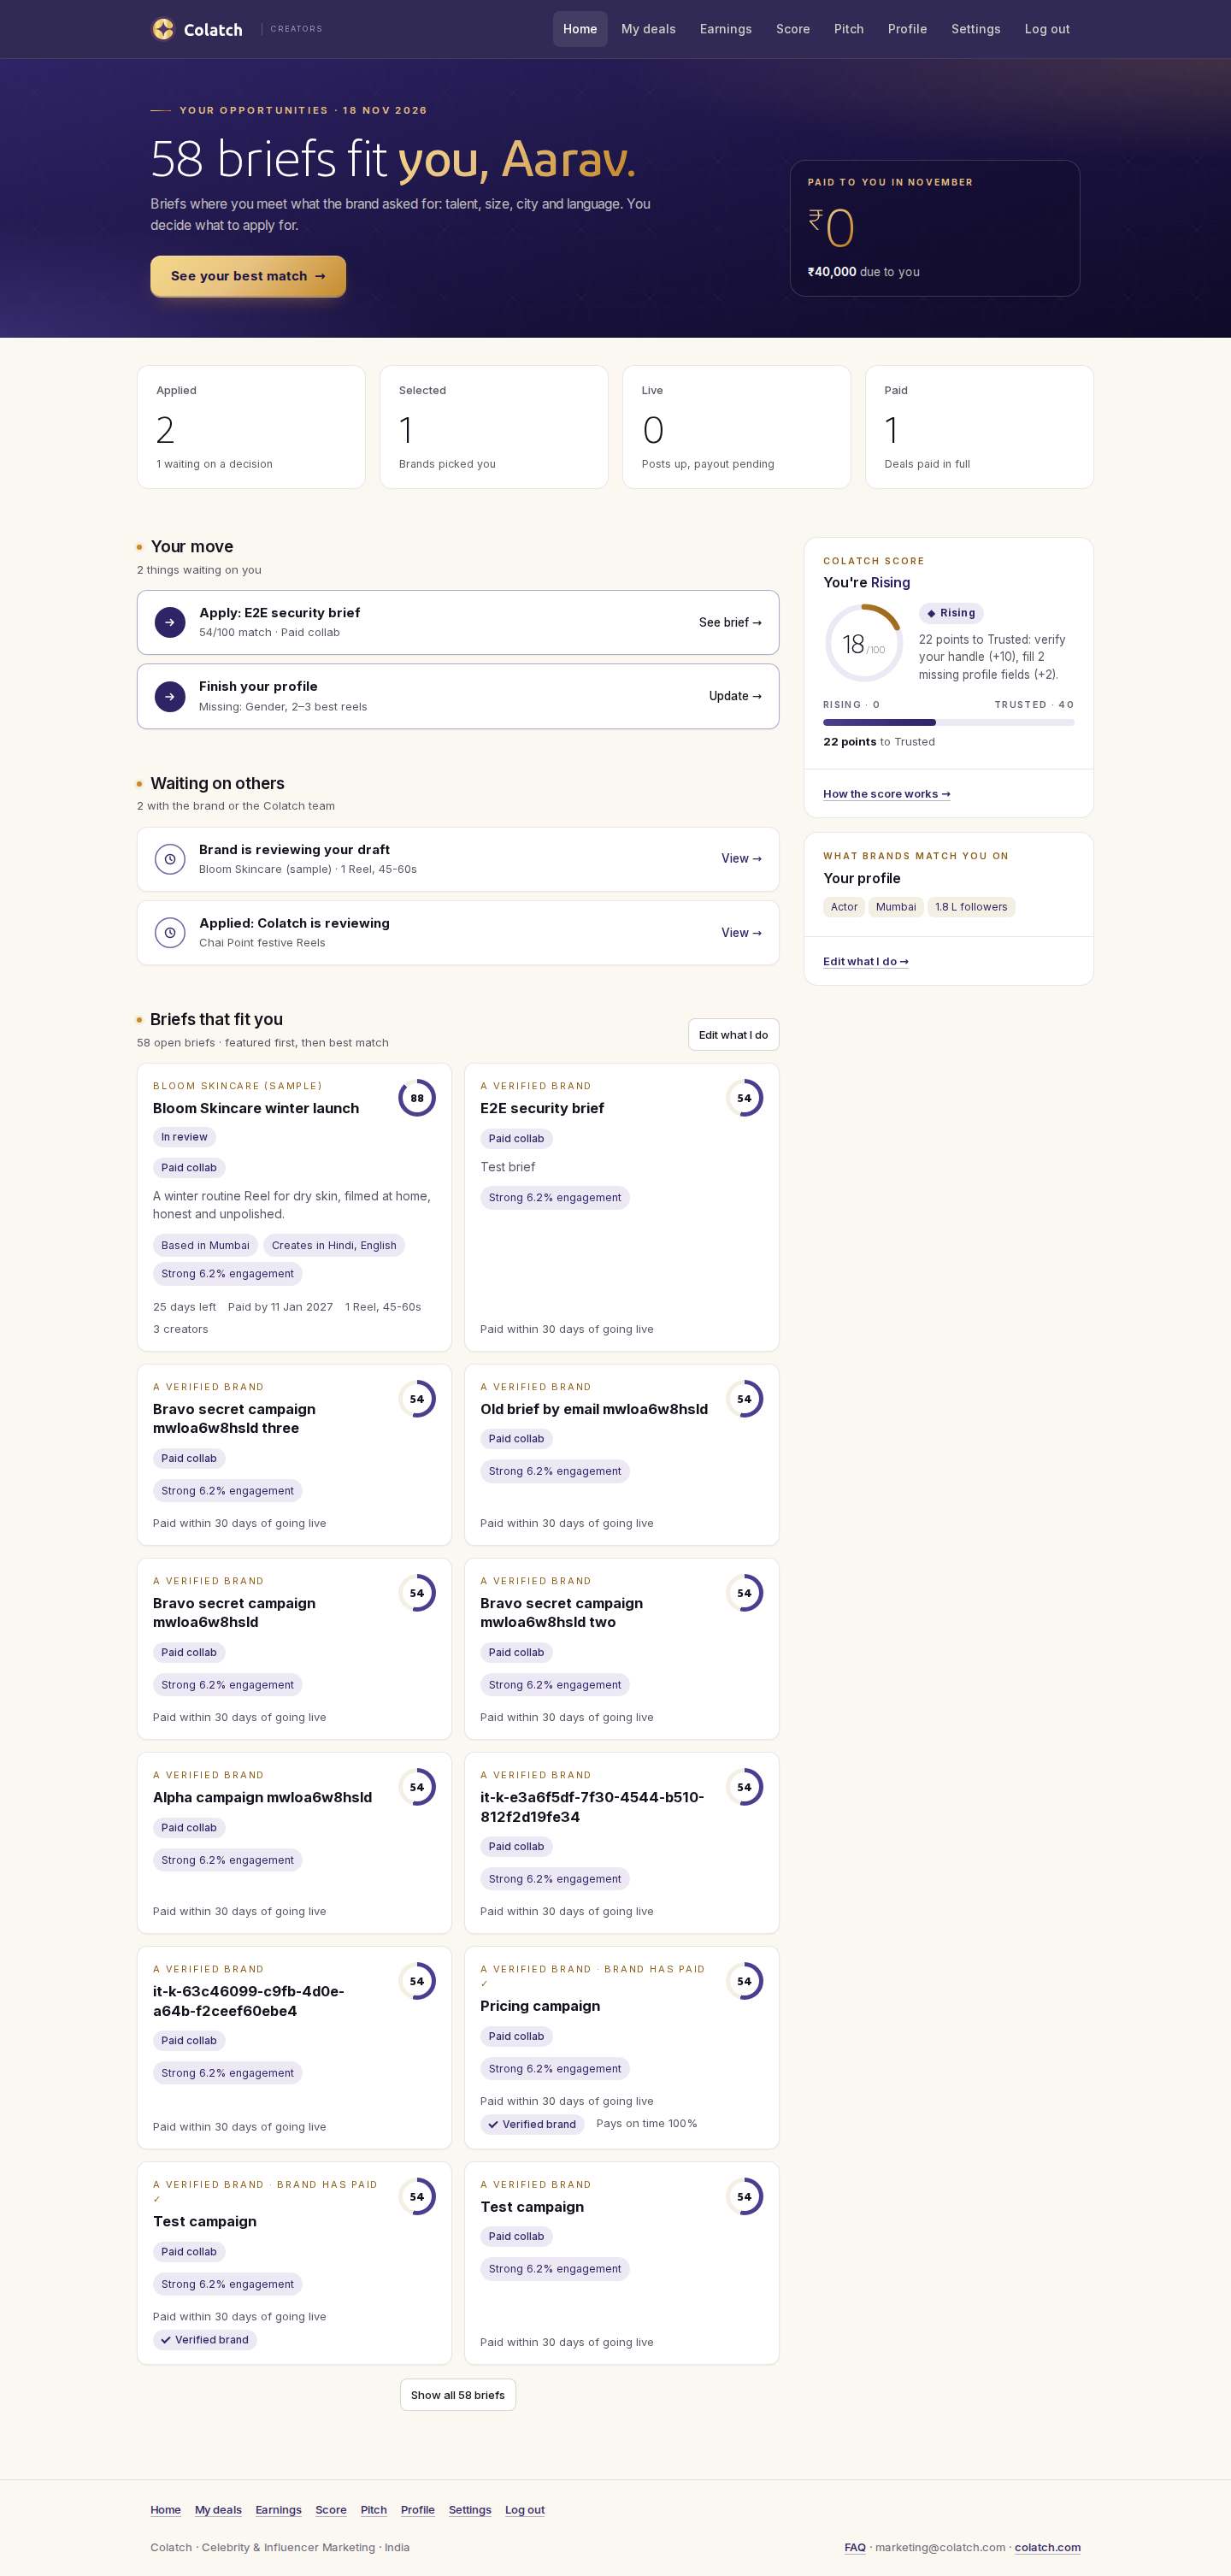 Colatch
CREATORS
Home
My deals
Earnings
Score
Pitch
Profile
Settings
Log out
YOUR OPPORTUNITIES · 18 NOV 2026
58 briefs fit you, Aarav.
Briefs where you meet what the brand asked for: talent, size, city and language. You
decide what to apply for.
See your best match →
PAID TO YOU IN NOVEMBER
₹0
₹40,000 due to you
Applied
2
1 waiting on a decision
Selected
1
Brands picked you
Live
0
Posts up, payout pending
Paid
1
Deals paid in full
Your move
2 things waiting on you
Apply: E2E security brief
54/100 match · Paid collab
See brief →
Finish your profile
Missing: Gender, 2–3 best reels
Update →
Waiting on others
2 with the brand or the Colatch team
Brand is reviewing your draft
Bloom Skincare (sample) · 1 Reel, 45-60s
View →
Applied: Colatch is reviewing
Chai Point festive Reels
View →
COLATCH SCORE
You're Rising
18/100
◆ Rising
22 points to Trusted: verify
your handle (+10), fill 2
missing profile fields (+2).
RISING · 0
TRUSTED · 40
22 points to Trusted
How the score works →
WHAT BRANDS MATCH YOU ON
Your profile
Actor
Mumbai
1.8 L followers
Edit what I do →
Briefs that fit you
58 open briefs · featured first, then best match
Edit what I do
BLOOM SKINCARE (SAMPLE)
88
Bloom Skincare winter launch
In review
Paid collab
A winter routine Reel for dry skin, filmed at home,
honest and unpolished.
Based in Mumbai
Creates in Hindi, English
Strong 6.2% engagement
25 days left
Paid by 11 Jan 2027
1 Reel, 45-60s
3 creators
A VERIFIED BRAND
54
E2E security brief
Paid collab
Test brief
Strong 6.2% engagement
Paid within 30 days of going live
A VERIFIED BRAND
54
Bravo secret campaign
mwloa6w8hsld three
Paid collab
Strong 6.2% engagement
Paid within 30 days of going live
A VERIFIED BRAND
54
Old brief by email mwloa6w8hsld
Paid collab
Strong 6.2% engagement
Paid within 30 days of going live
A VERIFIED BRAND
54
Bravo secret campaign
mwloa6w8hsld
Paid collab
Strong 6.2% engagement
Paid within 30 days of going live
A VERIFIED BRAND
54
Bravo secret campaign
mwloa6w8hsld two
Paid collab
Strong 6.2% engagement
Paid within 30 days of going live
A VERIFIED BRAND
54
Alpha campaign mwloa6w8hsld
Paid collab
Strong 6.2% engagement
Paid within 30 days of going live
A VERIFIED BRAND
54
it-k-e3a6f5df-7f30-4544-b510-
812f2d19fe34
Paid collab
Strong 6.2% engagement
Paid within 30 days of going live
A VERIFIED BRAND
54
it-k-63c46099-c9fb-4d0e-
a64b-f2ceef60ebe4
Paid collab
Strong 6.2% engagement
Paid within 30 days of going live
A VERIFIED BRAND · BRAND HAS PAID
✓
54
Pricing campaign
Paid collab
Strong 6.2% engagement
Paid within 30 days of going live
✓ Verified brand
Pays on time 100%
A VERIFIED BRAND · BRAND HAS PAID
✓
54
Test campaign
Paid collab
Strong 6.2% engagement
Paid within 30 days of going live
✓ Verified brand
A VERIFIED BRAND
54
Test campaign
Paid collab
Strong 6.2% engagement
Paid within 30 days of going live
Show all 58 briefs
Home
My deals
Earnings
Score
Pitch
Profile
Settings
Log out
Colatch · Celebrity & Influencer Marketing · India
FAQ · marketing@colatch.com · colatch.com